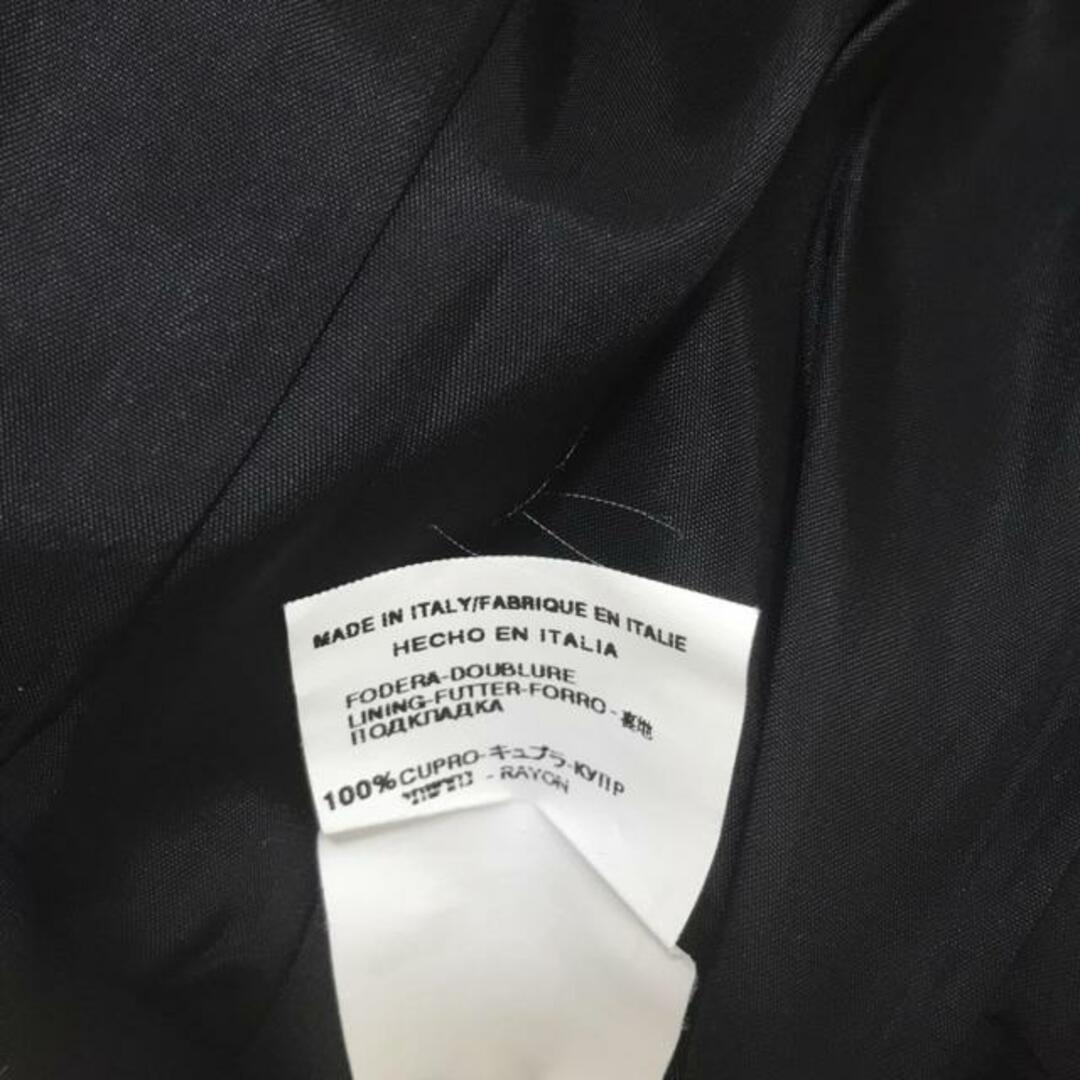 MADE IN ITALY/FABRIQUE EN ITALIE
HECHO EN ITALIA
FODERA-DOUBLURE
LINING-FUTTER-FORRO-裏地
ПОДКЛАДКА
100% CUPRO-キュプラ-КУПР
- RAYON